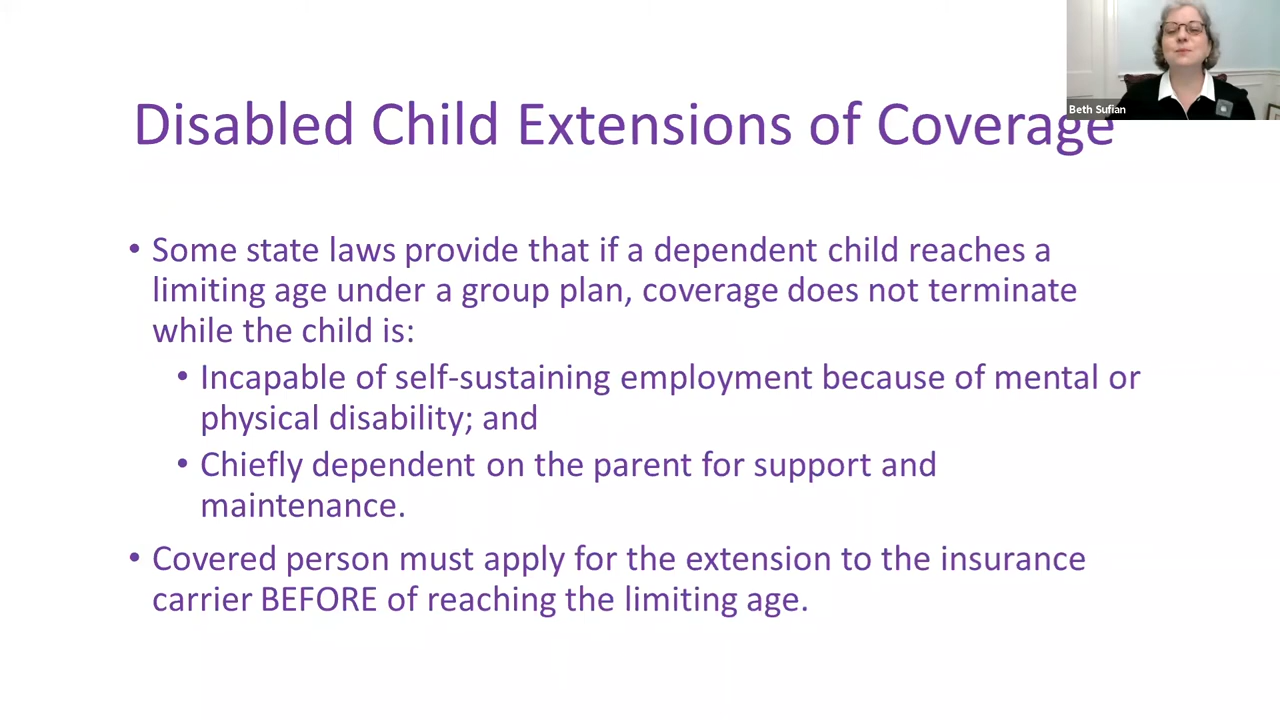 Beth Sufian
Disabled Child Extensions of Coverage
• Some state laws provide that if a dependent child reaches a
limiting age under a group plan, coverage does not terminate
while the child is:
• Incapable of self-sustaining employment because of mental or
physical disability; and
• Chiefly dependent on the parent for support and
maintenance.
• Covered person must apply for the extension to the insurance
carrier BEFORE of reaching the limiting age.